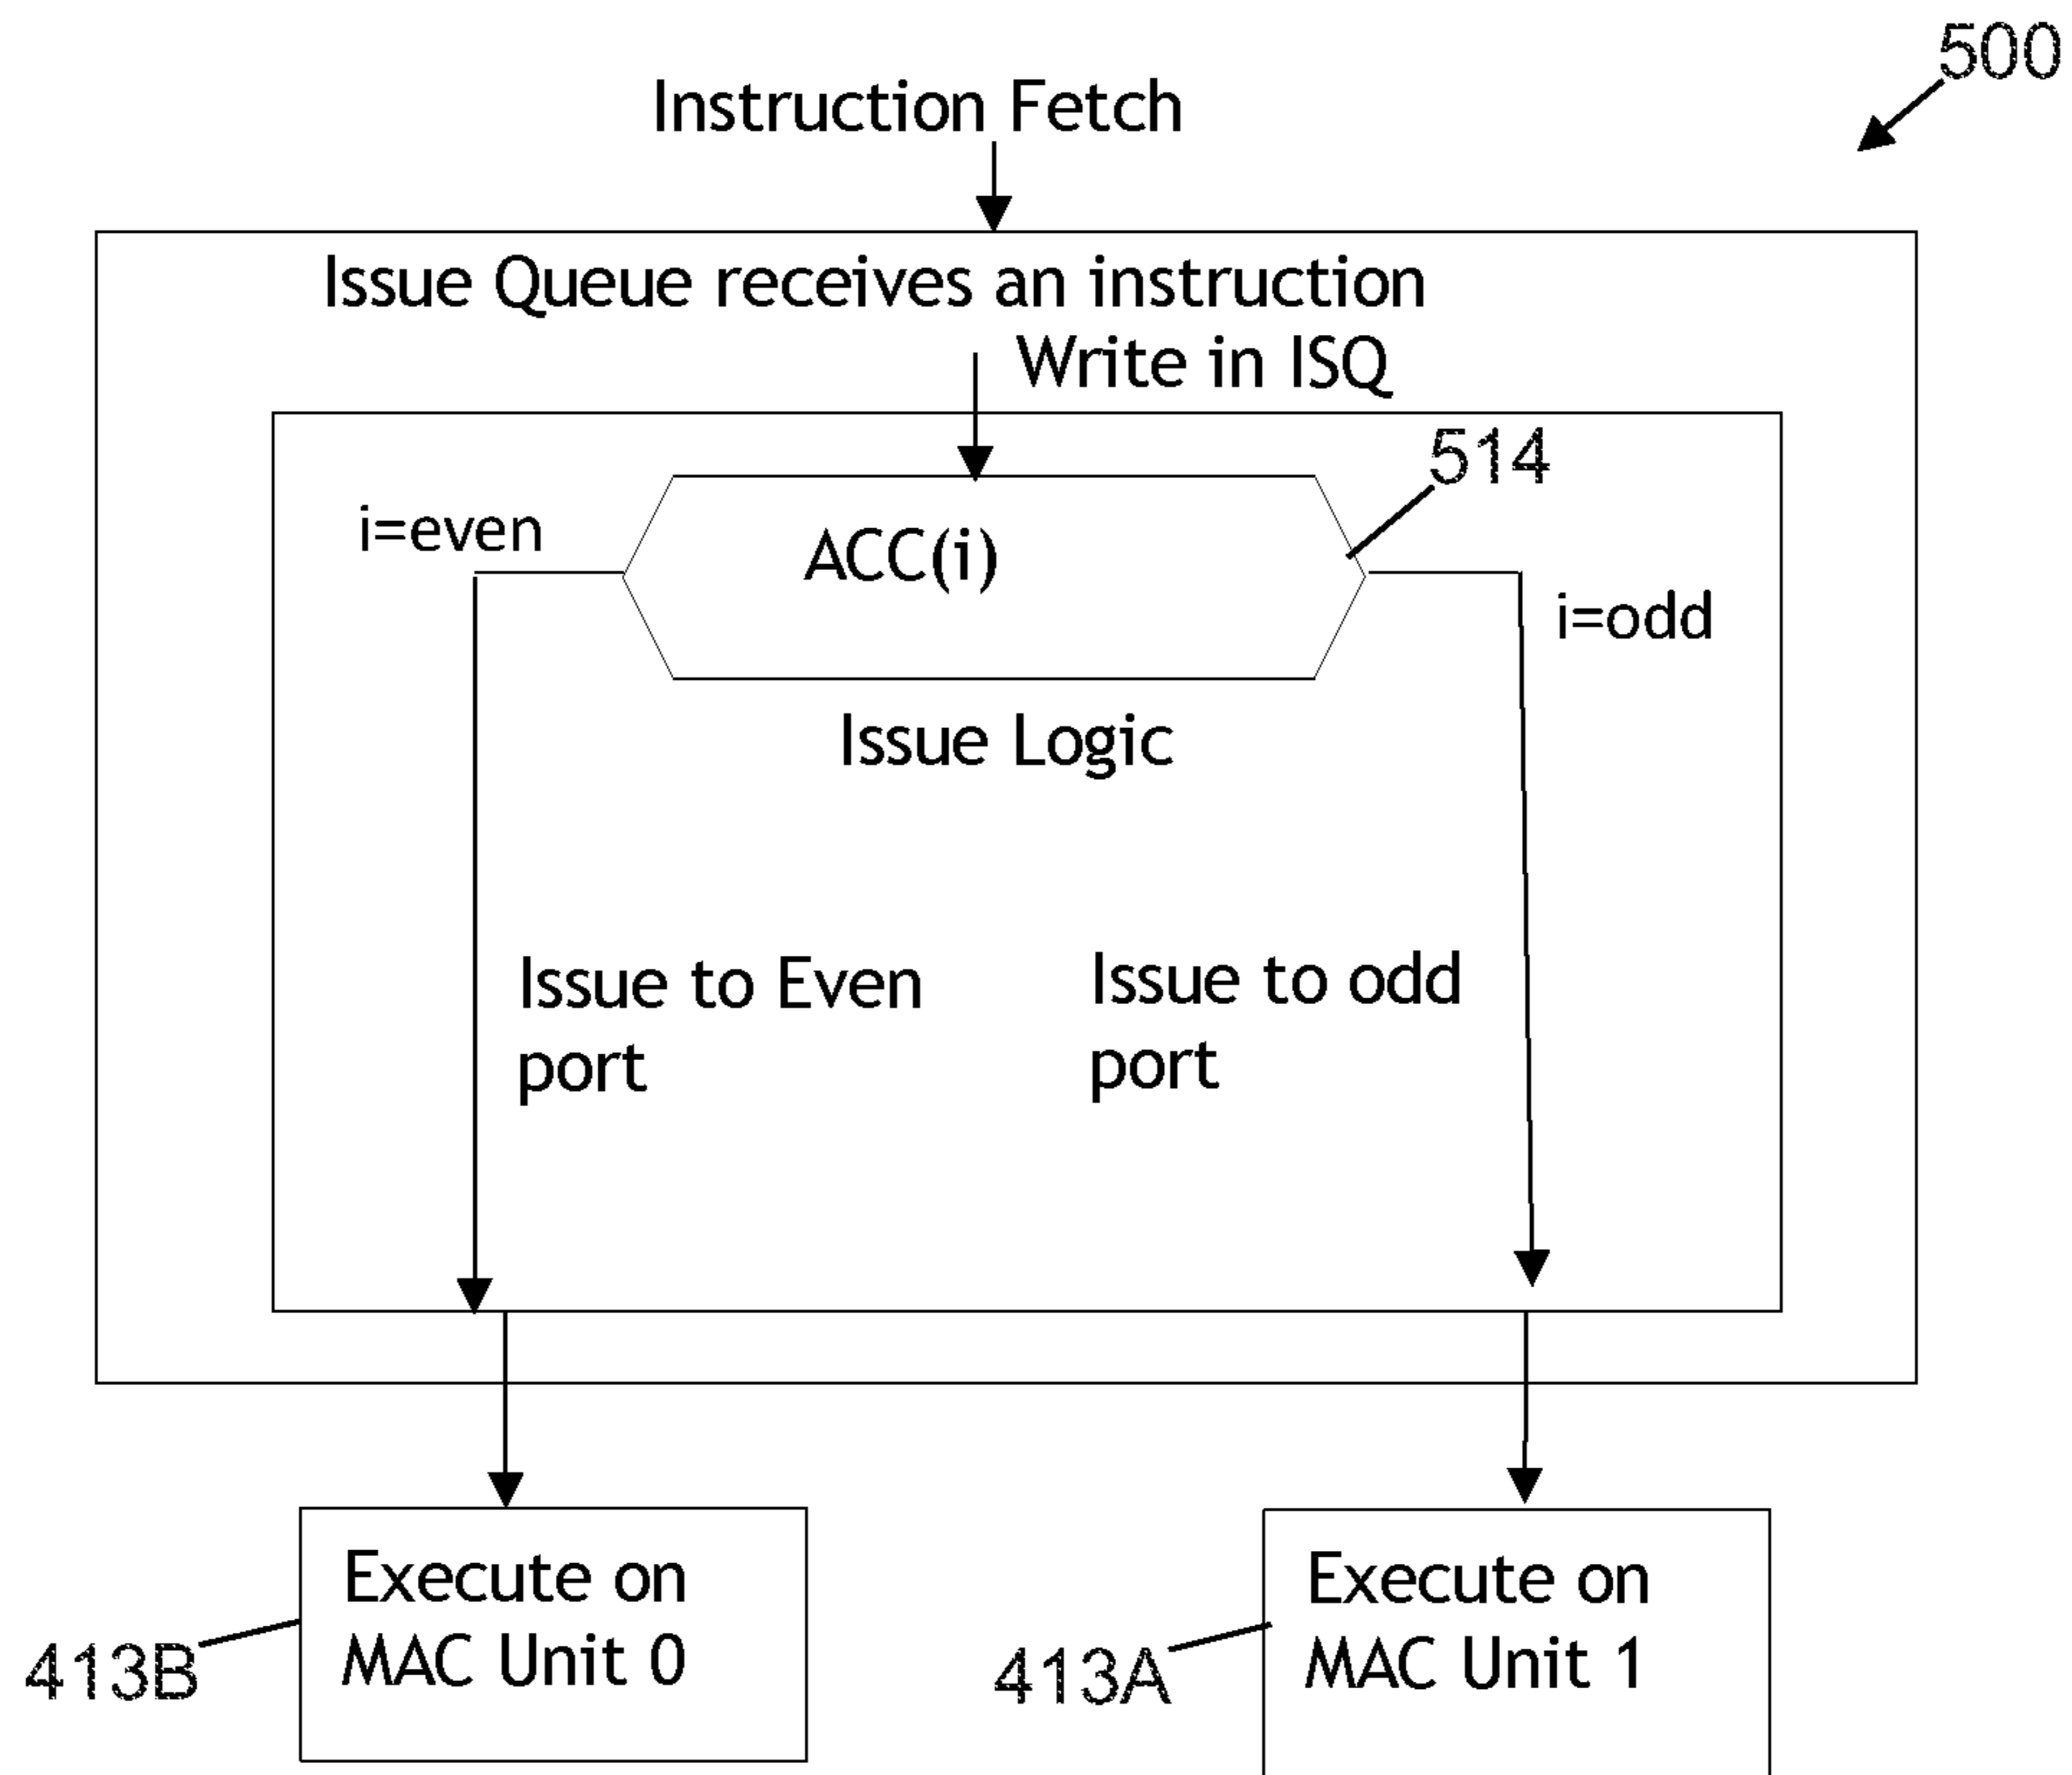 500
Instruction Fetch
Issue Queue receives an instruction
Write in ISQ
514
i=even
ACC(i)
i=odd
Issue Logic
Issue to Even
port
Issue to odd
port
Execute on
MAC Unit 0
413B
Execute on
MAC Unit 1
413A